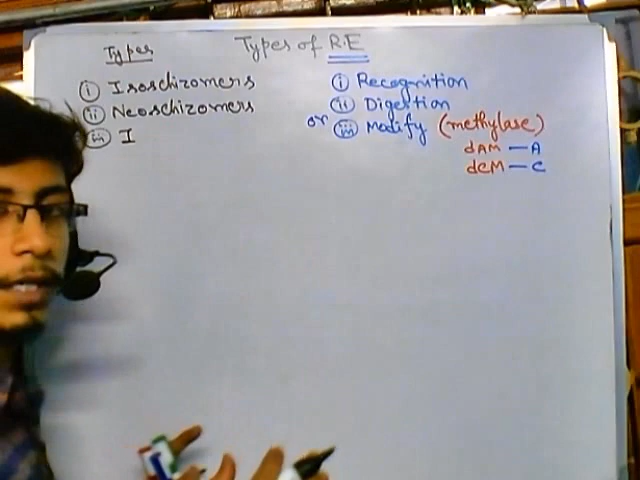 Types of R.E
Types
(i) Isoschizomers
(ii) Neoschizomers
(iii) I
(i) Recognition
(ii) Digestion
or (iii) Modify (methylase)
dAM — A
dCM — C